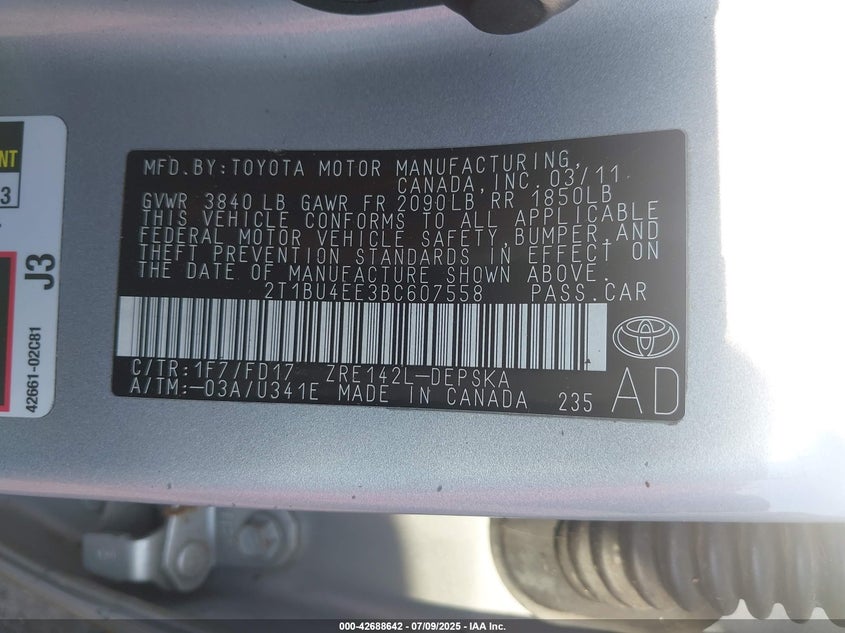 NT
3
J3
42661-02C81
MFD.BY:TOYOTA MOTOR MANUFACTURING,
CANADA,INC.03/11
GVWR 3840 LB GAWR FR 2090LB RR 1850LB
THIS VEHICLE CONFORMS TO ALL APPLICABLE
FEDERAL MOTOR VEHICLE SAFETY,BUMPER,AND
THEFT PREVENTION STANDARDS IN EFFECT ON
THE DATE OF MANUFACTURE SHOWN ABOVE.
2T1BU4EE3BC607558 PASS.CAR
C/TR:1F7/FD17 ZRE142L-DEPSKA
A/TM:-03A/U341E MADE IN CANADA 235
AD
000-42688642 / 07/09/2025 - IAA Inc.